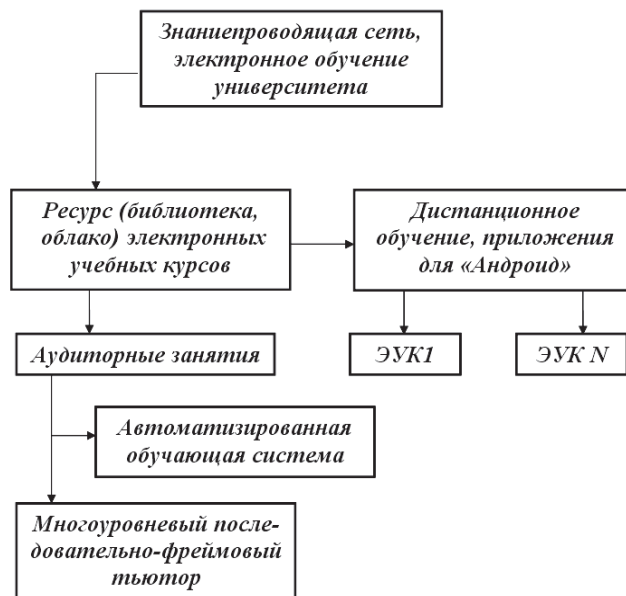 Знаниепроводящая сеть,
электронное обучение
университета
Ресурс (библиотека,
облако) электронных
учебных курсов
Дистанционное
обучение, приложения
для «Андроид»
Аудиторные занятия
ЭУК1
ЭУК N
Автоматизированная
обучающая система
Многоуровневый после-
довательно-фреймовый
тьютор